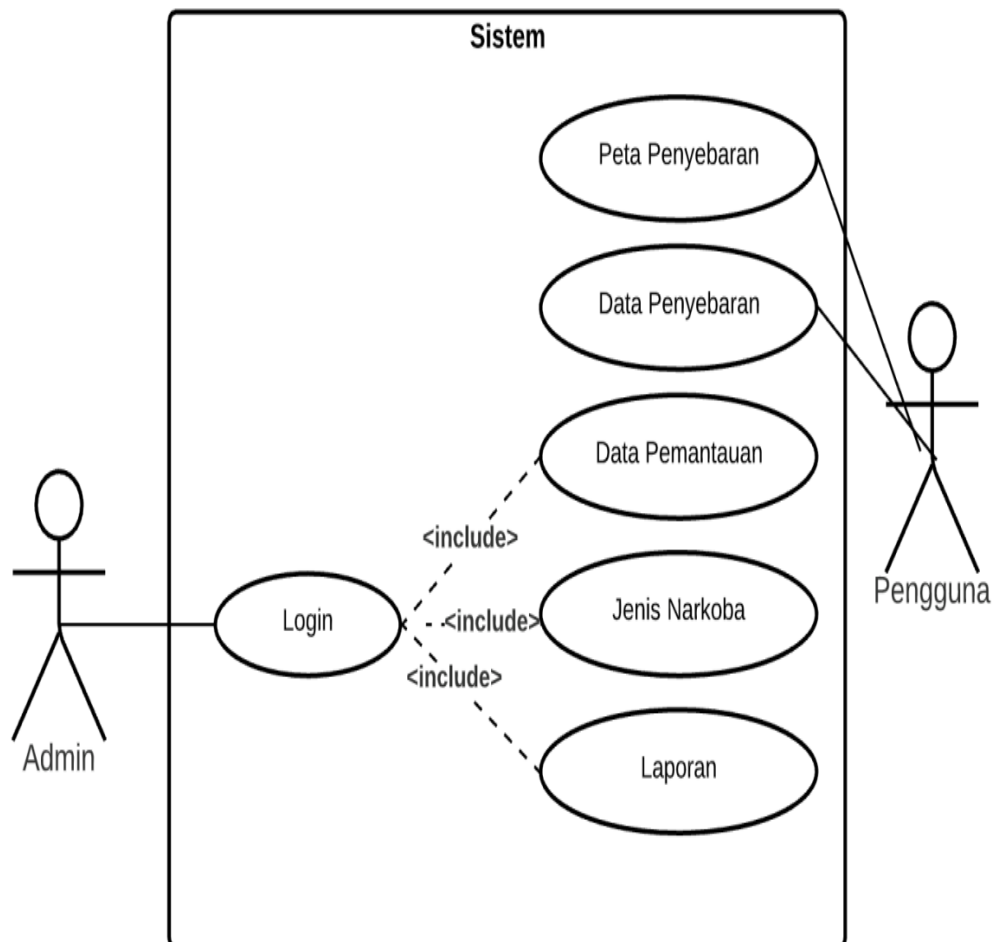 Sistem
Peta Penyebaran
Data Penyebaran
Data Pemantauan
<include>
Login
<include>
Jenis Narkoba
<include>
Laporan
Admin
Pengguna